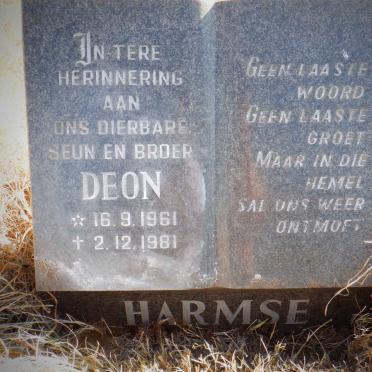 IN TERE
HERINNERING
AAN
ONS DIERBARE
SEUN EN BROER
DEON
☆ 16.9.1961
✝ 2.12.1981
GEEN LAASTE
WOORD
GEEN LAASTE
GROET
MAAR IN DIE
HEMEL
SAL ONS WEER
ONTMOET
HARMSE